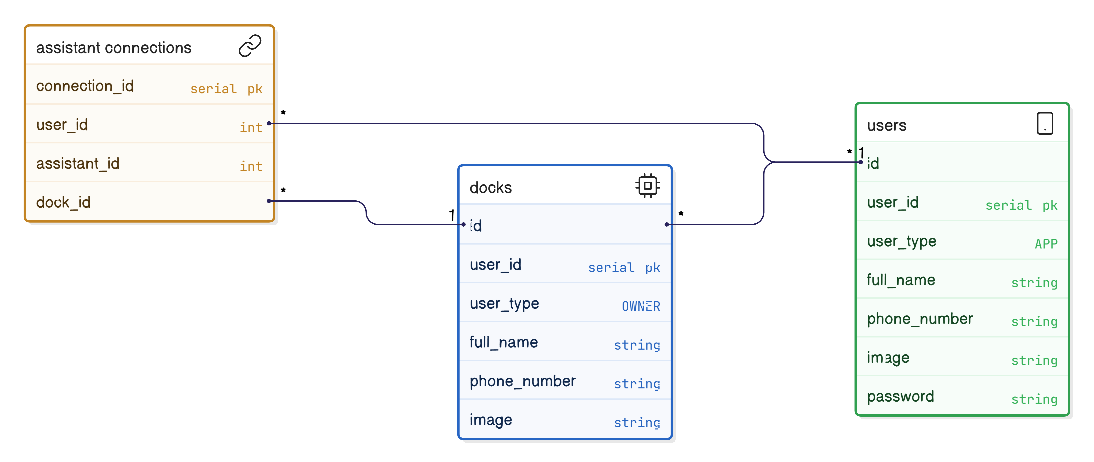 assistant connections
connection_id serial pk
user_id int
assistant_id int
dock_id
*
*
docks
1
id
*
user_id serial pk
user_type OWNER
full_name string
phone_number string
image string
users
* 1
id
user_id serial pk
user_type APP
full_name string
phone_number string
image string
password string